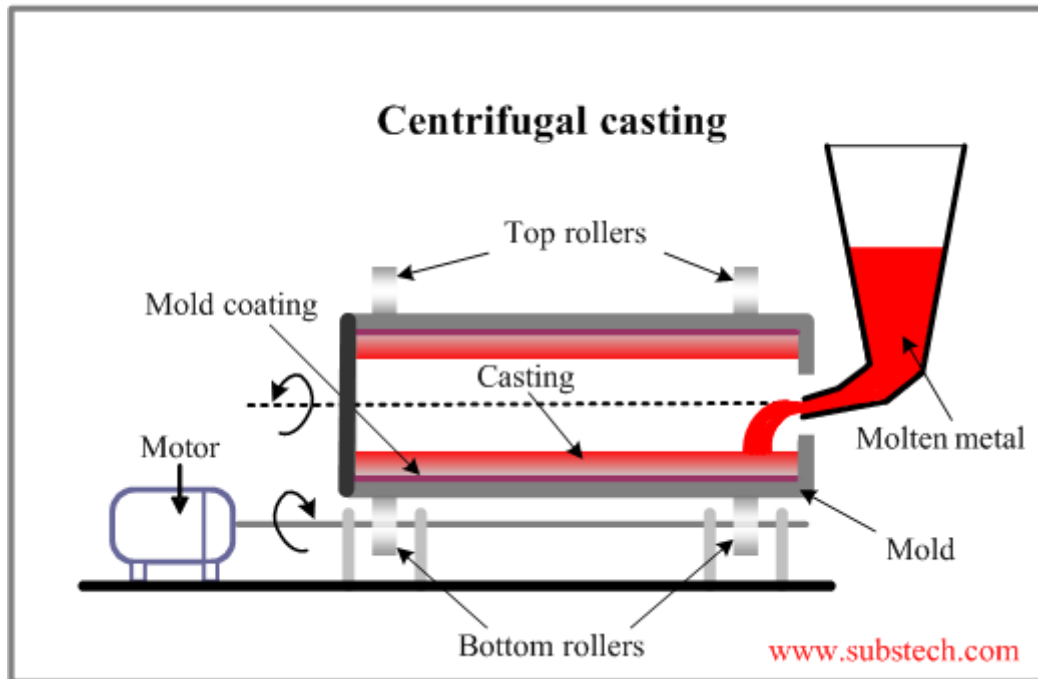 Centrifugal casting
Top rollers
Mold coating
Casting
Molten metal
Motor
Mold
Bottom rollers
www.substech.com